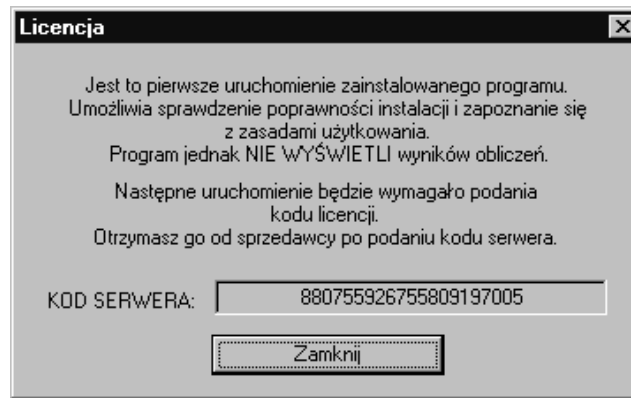 Licencja
Jest to pierwsze uruchomienie zainstalowanego programu.
Umożliwia sprawdzenie poprawności instalacji i zapoznanie się
z zasadami użytkowania.
Program jednak NIE WYŚWIETLI wyników obliczeń.
Następne uruchomienie będzie wymagało podania
kodu licencji.
Otrzymasz go od sprzedawcy po podaniu kodu serwera.
KOD SERWERA: 880755926755809197005
Zamknij